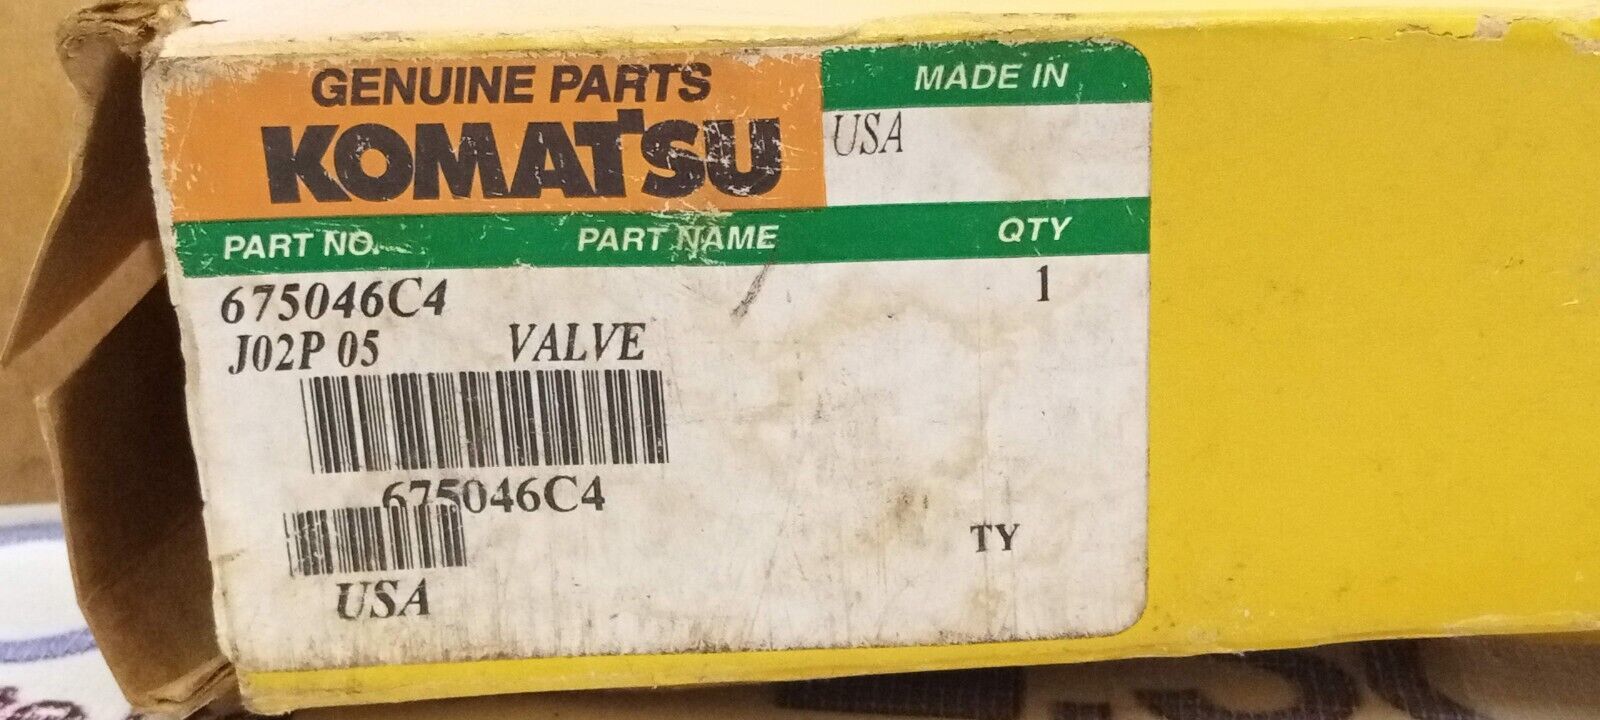 GENUINE PARTS
KOMATSU
MADE IN
USA
PART NO. PART NAME QTY
675046C4 1
J02P 05 VALVE
675046C4
TY
USA